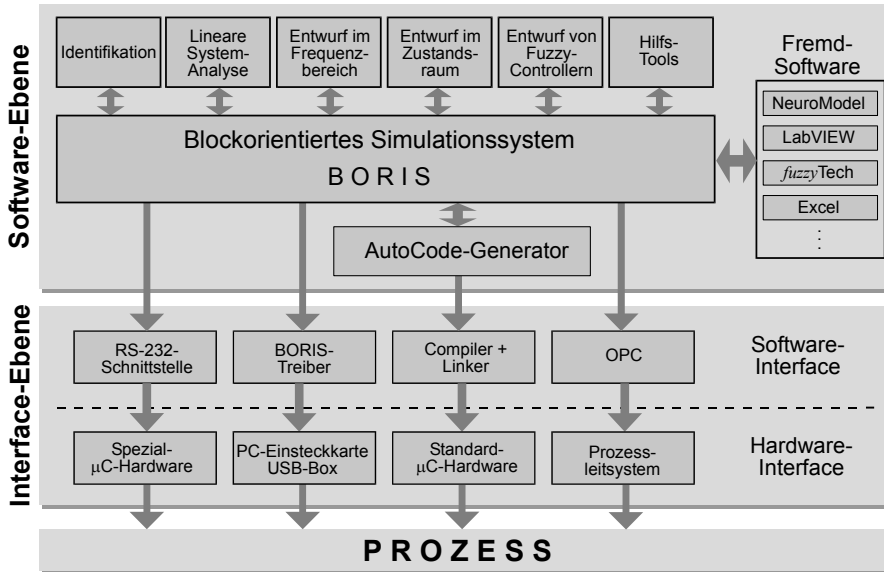 Software-Ebene
Identifikation
Lineare
System-
Analyse
Entwurf im
Frequenz-
bereich
Entwurf im
Zustands-
raum
Entwurf von
Fuzzy-
Controllern
Hilfs-
Tools
Fremd-
Software
NeuroModel
LabVIEW
fuzzyTech
Excel
⋮
Blockorientiertes Simulationssystem
B O R I S
AutoCode-Generator
Interface-Ebene
RS-232-
Schnittstelle
BORIS-
Treiber
Compiler +
Linker
OPC
Software-
Interface
Spezial-
µC-Hardware
PC-Einsteckkarte
USB-Box
Standard-
µC-Hardware
Prozess-
leitsystem
Hardware-
Interface
P R O Z E S S